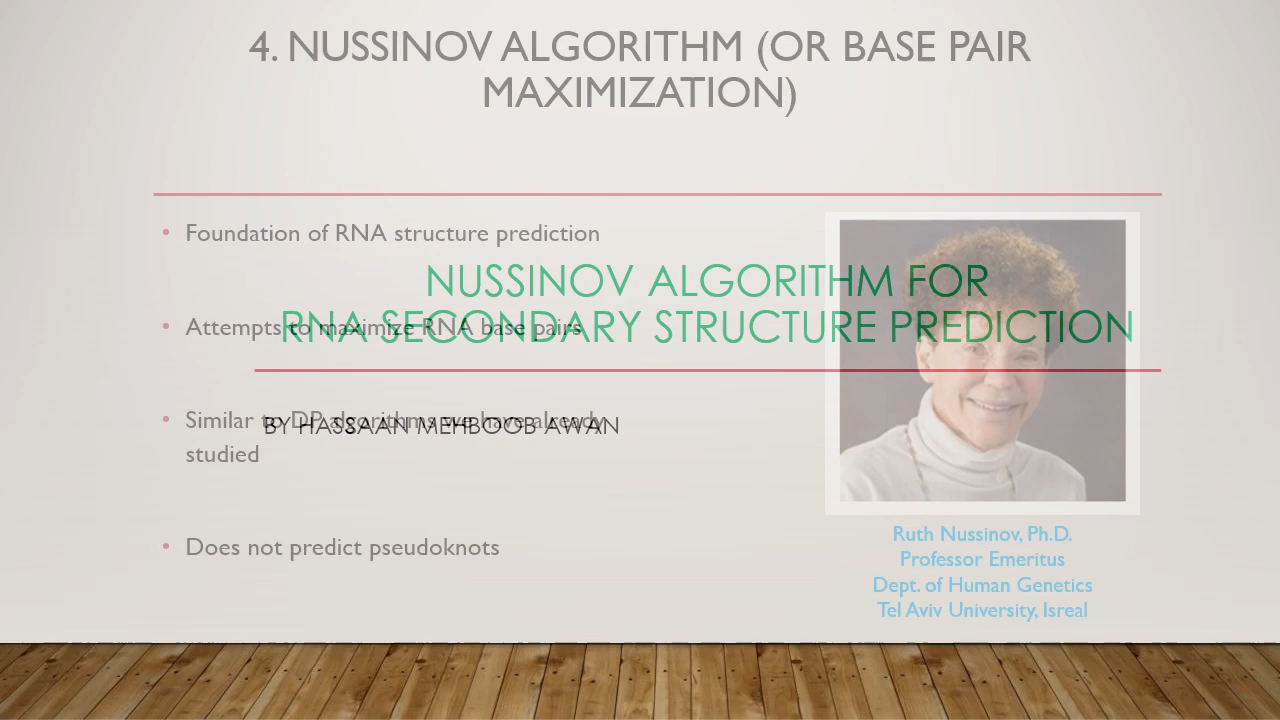 4. NUSSINOV ALGORITHM (OR BASE PAIR
MAXIMIZATION)
• Foundation of RNA structure prediction
NUSSINOV ALGORITHM FOR
RNA SECONDARY STRUCTURE PREDICTION
• Attempts to maximize RNA base pairs
• Similar to DP algorithms we have already
studied
BY HASSAAN MEHBOOB AWAN
• Does not predict pseudoknots
Ruth Nussinov, Ph.D.
Professor Emeritus
Dept. of Human Genetics
Tel Aviv University, Isreal